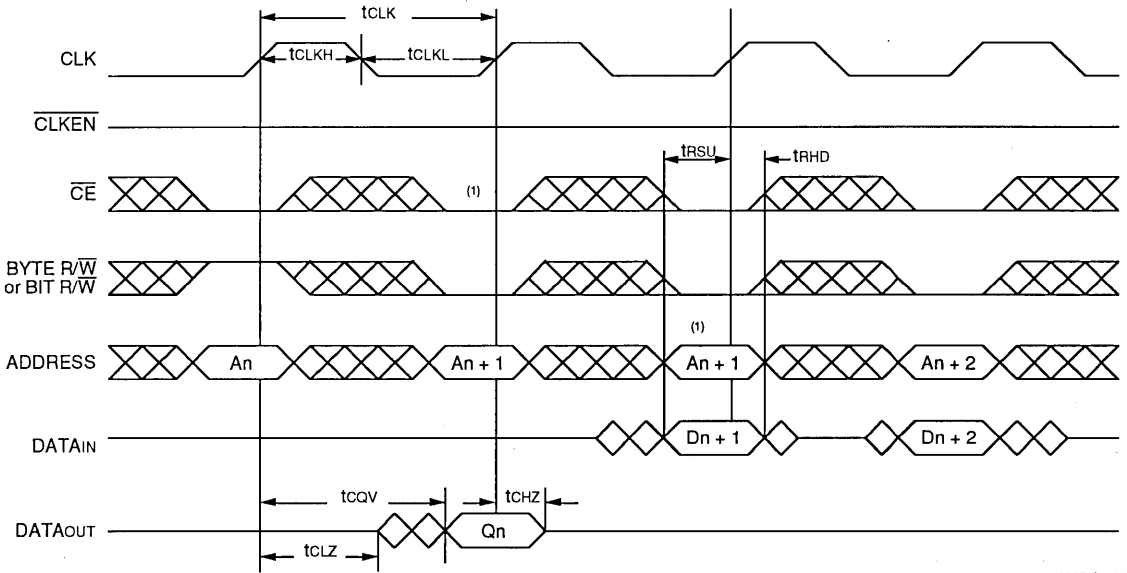 tCLK
CLK
tCLKH
tCLKL
CLKEN
tRSU
tRHD
CE
(1)
BYTE R/W
or BIT R/W
(1)
ADDRESS
An
An + 1
An + 1
An + 2
DATAIN
Dn + 1
Dn + 2
tCQV
tCHZ
DATAOUT
Qn
tCLZ